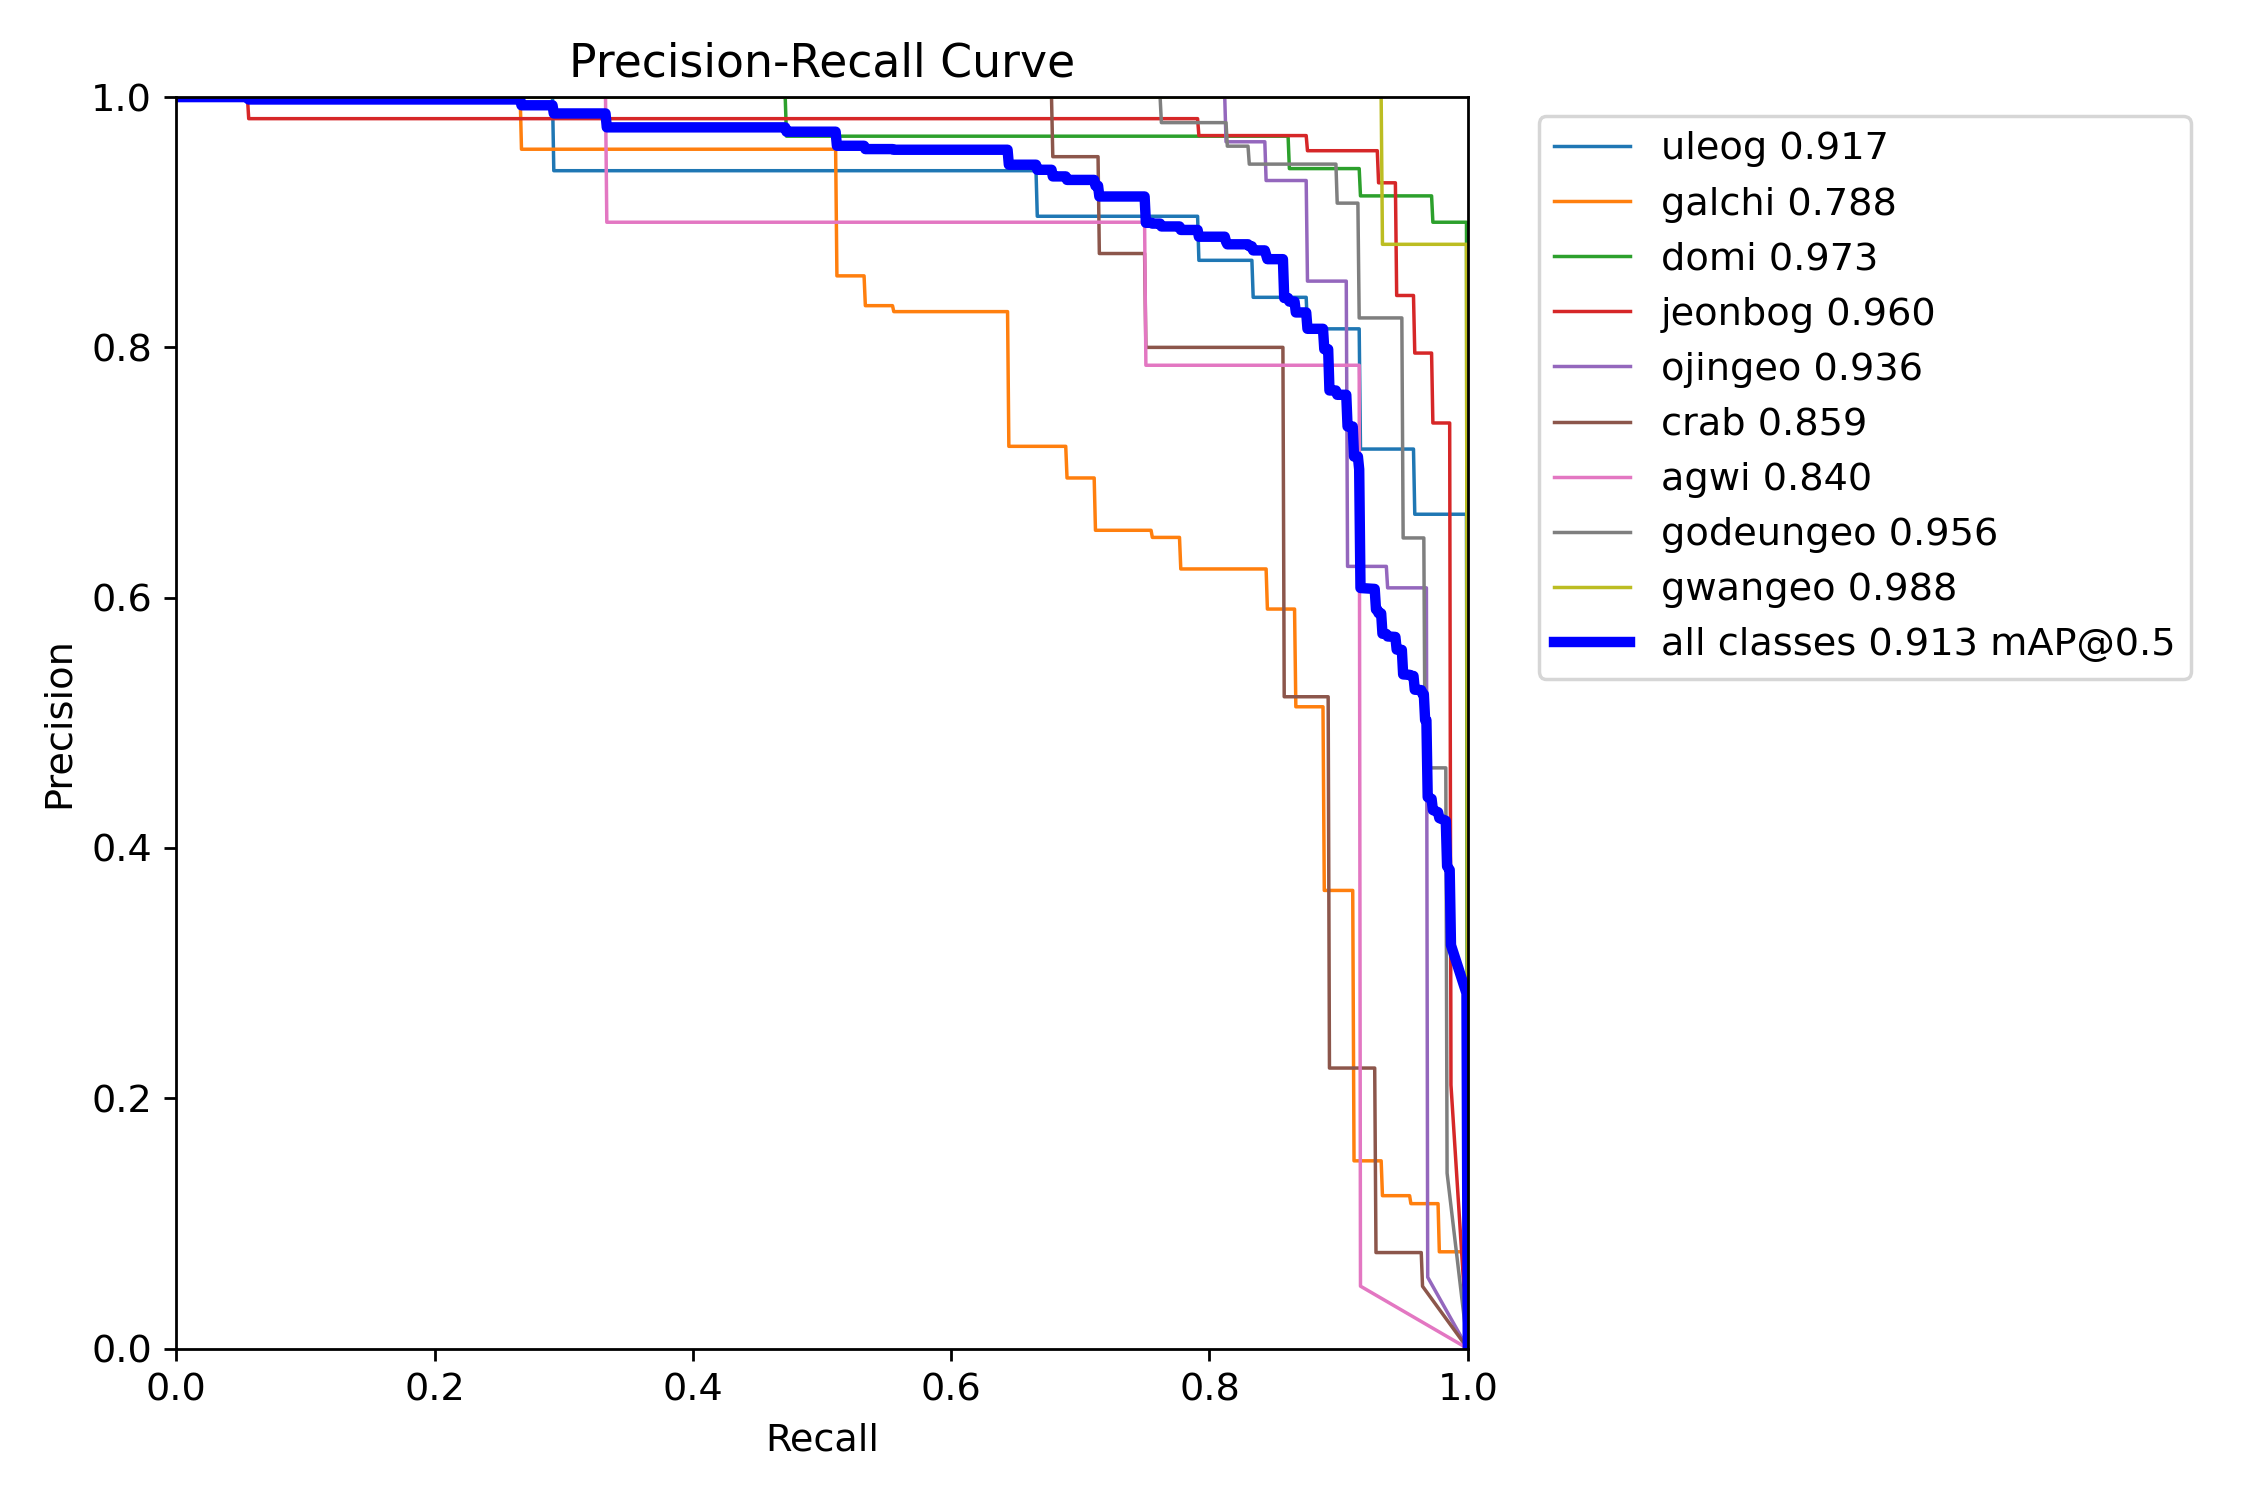 Precision-Recall Curve
1.0
0.8
0.6
0.4
0.2
0.0
Precision
0.0 0.2 0.4 0.6 0.8 1.0
Recall
uleog 0.917
galchi 0.788
domi 0.973
jeonbog 0.960
ojingeo 0.936
crab 0.859
agwi 0.840
godeungeo 0.956
gwangeo 0.988
all classes 0.913 mAP@0.5